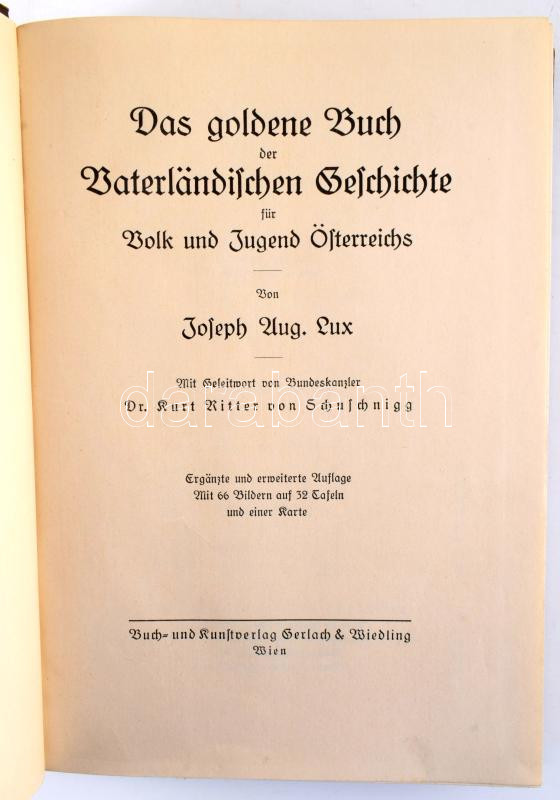 Das goldene Buch
der
Vaterländischen Geschichte
für
Volk und Jugend Österreichs
Von
Joseph Aug. Lux
Mit Geleitwort von Bundeskanzler
Dr. Kurt Ritter von Schuschnigg
darabanth
Ergänzte und erweiterte Auflage
Mit 66 Bildern auf 32 Tafeln
und einer Karte
Buch- und Kunstverlag Gerlach & Wiedling
Wien